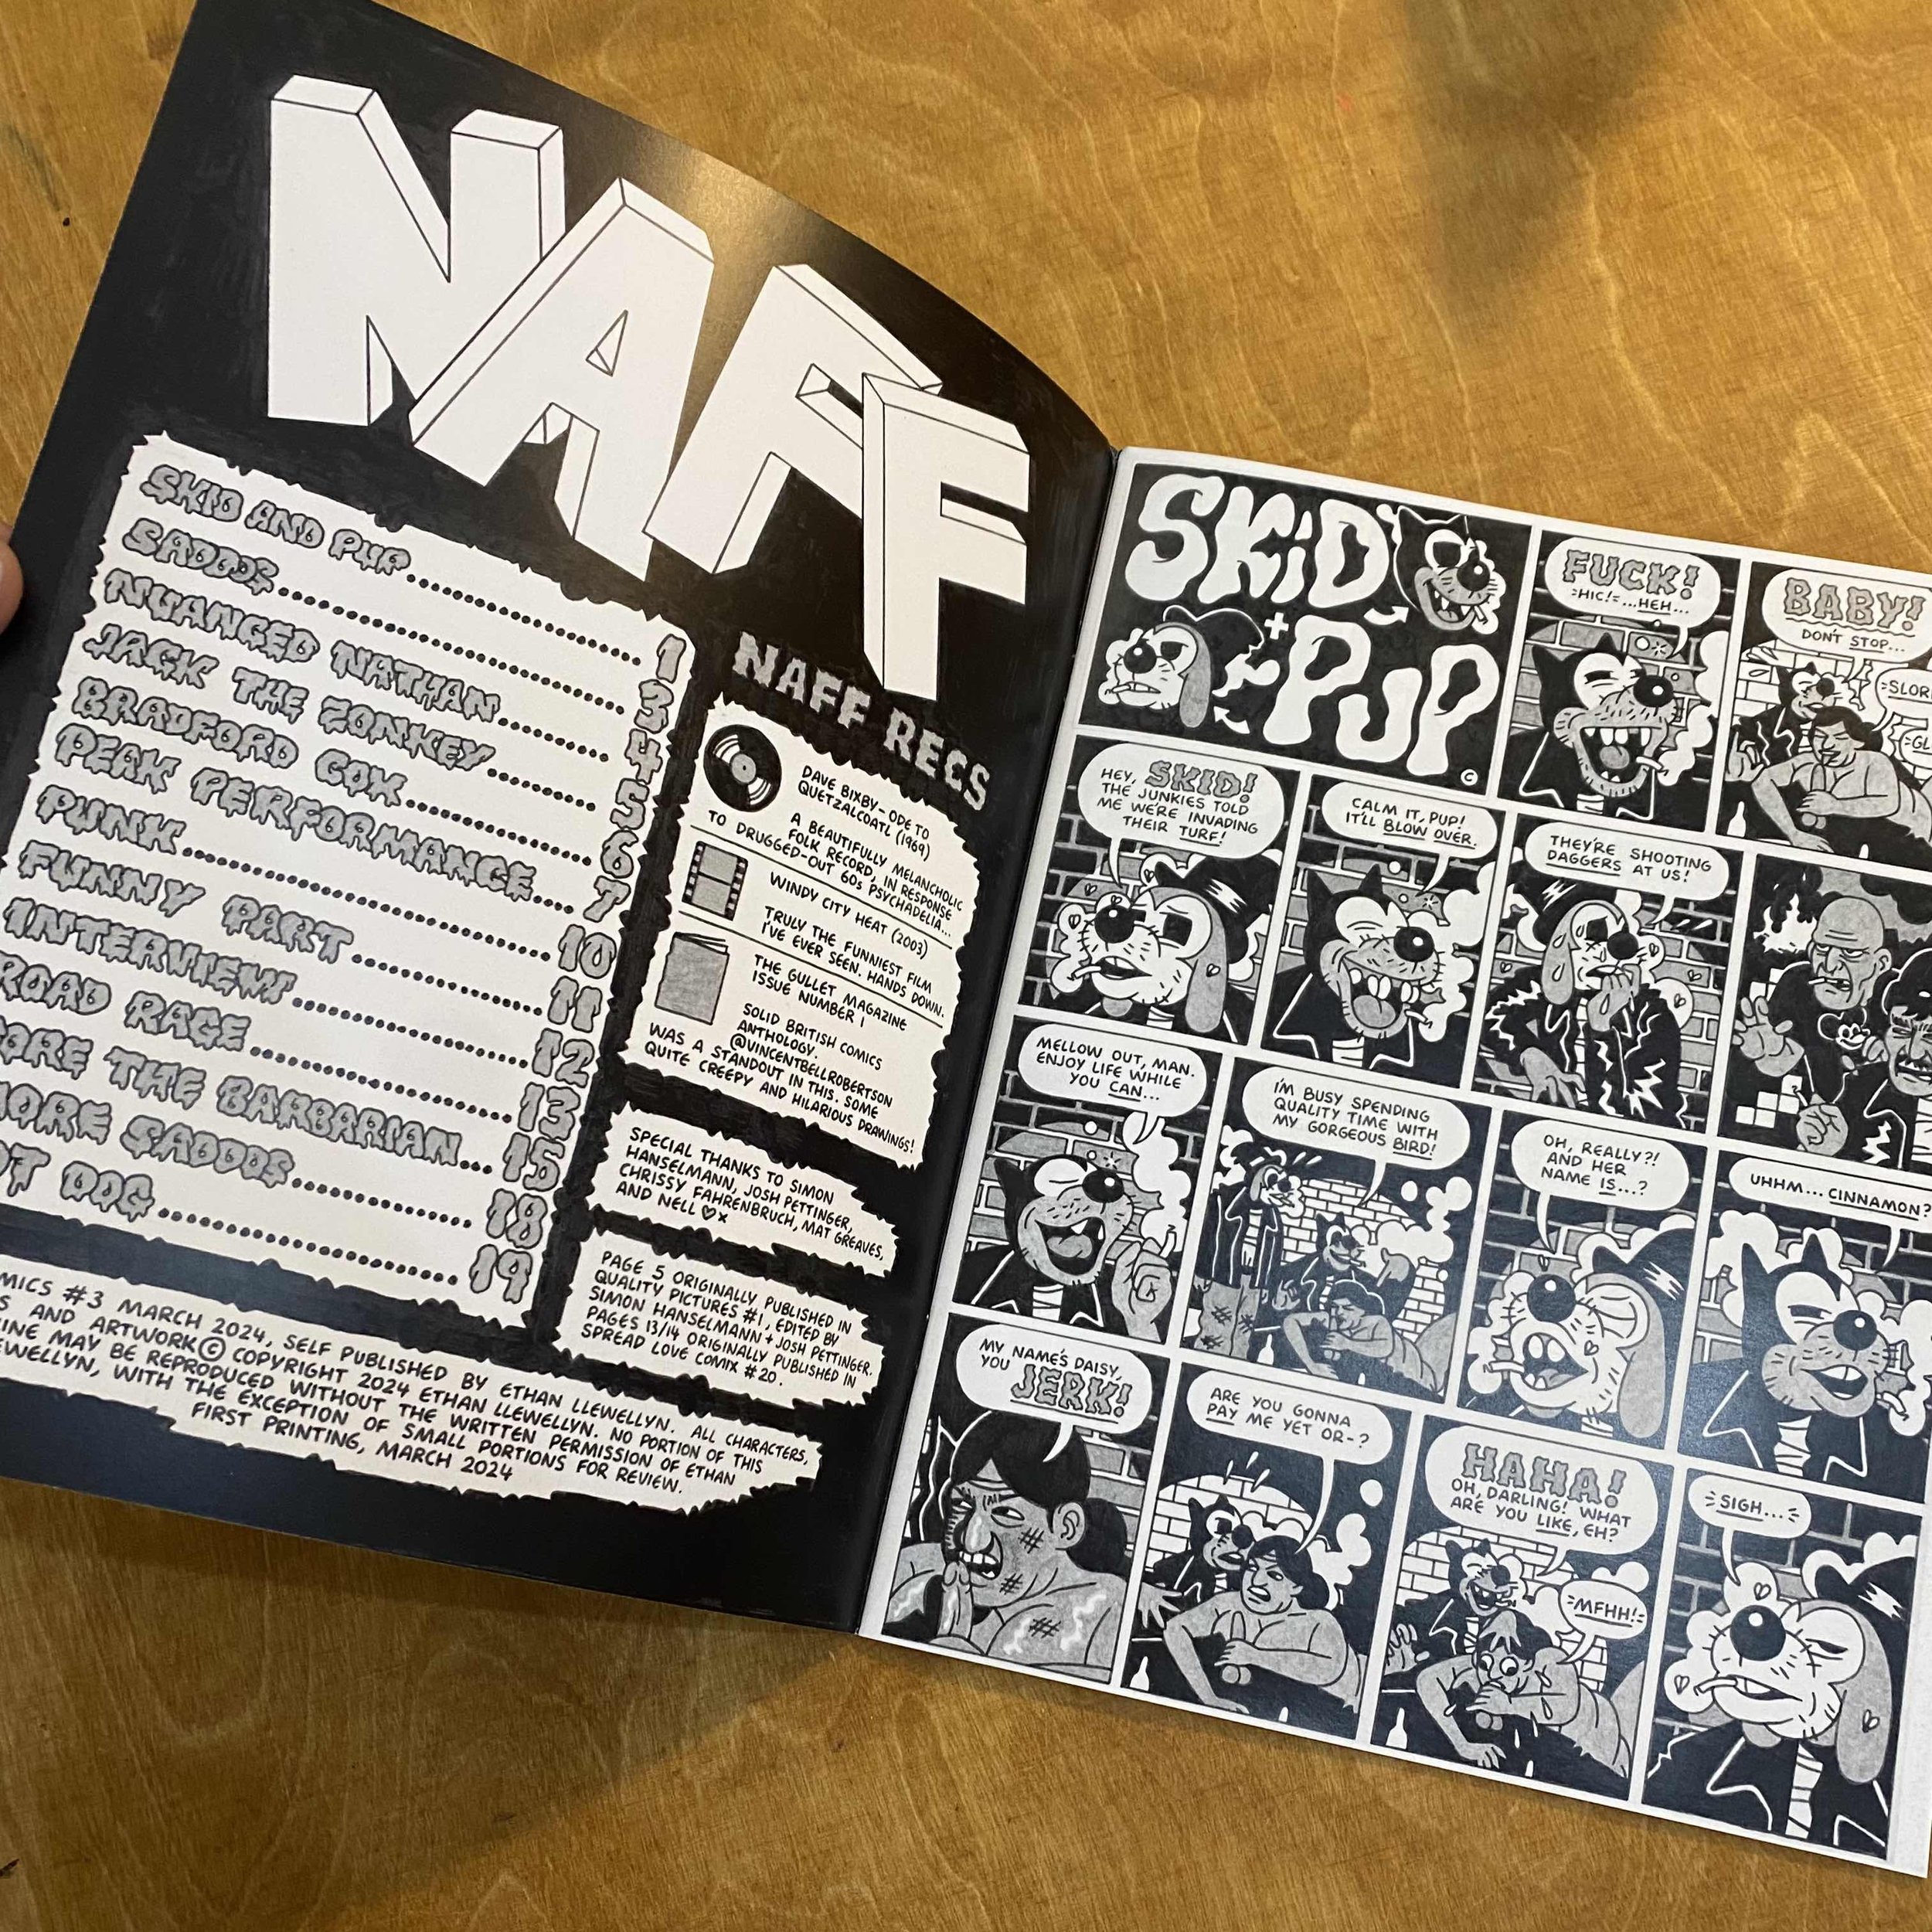 NAFF
SKID AND PUP 1
SADDOS 3
NUANCED NATHAN 4
JACK THE ZONKEY 5
BRADFORD COX 6
PEAK PERFORMANCE 7
PUNK 10
FUNNY PART 11
INTERVIEW! 12
ROAD RAGE 13
THE BARBARIAN 15
MORE SADDOS 18
DOG 19
NAFF RECS
DAVE BIXBY – ODE TO
QUETZALCOATL (1969)
A BEAUTIFULLY MELANCHOLIC
FOLK RECORD, IN RESPONSE
TO DRUGGED-OUT 60s PSYCHADELIA...
WINDY CITY HEAT (2003)
TRULY THE FUNNIEST FILM
I'VE EVER SEEN. HANDS DOWN.
THE GULLET MAGAZINE
ISSUE NUMBER 1
SOLID BRITISH COMICS
ANTHOLOGY.
@VINCENTBELLROBERTSON
WAS A STANDOUT IN THIS. SOME
QUITE CREEPY AND HILARIOUS DRAWINGS!
SPECIAL THANKS TO SIMON
HANSELMANN, JOSH PETTINGER,
CHRISSY FAHRENBRUCH, MAT GREAVES,
AND NELL ♡x
PAGE 5 ORIGINALLY PUBLISHED IN
QUALITY PICTURES #1, EDITED BY
SIMON HANSELMANN + JOSH PETTINGER.
PAGES 13/14 ORIGINALLY PUBLISHED IN
SPREAD LOVE COMIX #20.
#3 MARCH 2024, SELF PUBLISHED BY ETHAN LLEWELLYN. ALL CHARACTERS,
AND ARTWORK © COPYRIGHT 2024 ETHAN LLEWELLYN. NO PORTION OF THIS
MAY BE REPRODUCED WITHOUT THE WRITTEN PERMISSION OF ETHAN
LLEWELLYN, WITH THE EXCEPTION OF SMALL PORTIONS FOR REVIEW.
FIRST PRINTING, MARCH 2024
SKiD
+ PUP
©
FUCK!
=HIC!=...HEH...
BABY!
DON'T STOP...
HEY, SKID!
THE JUNKIES TOLD
ME WE'RE INVADING
THEIR TURF!
CALM IT, PUP!
IT'LL BLOW OVER.
THEY'RE SHOOTING
DAGGERS AT US!
MELLOW OUT, MAN.
ENJOY LIFE WHILE
YOU CAN...
I'M BUSY SPENDING
QUALITY TIME WITH
MY GORGEOUS BIRD!
OH, REALLY?!
AND HER
NAME IS...?
UHHM... CINNAMON?
MY NAME'S DAISY,
YOU JERK!
ARE YOU GONNA
PAY ME YET OR-?
HAHA!
OH, DARLING! WHAT
ARE YOU LIKE, EH?
=MFHH!=
=SIGH...=